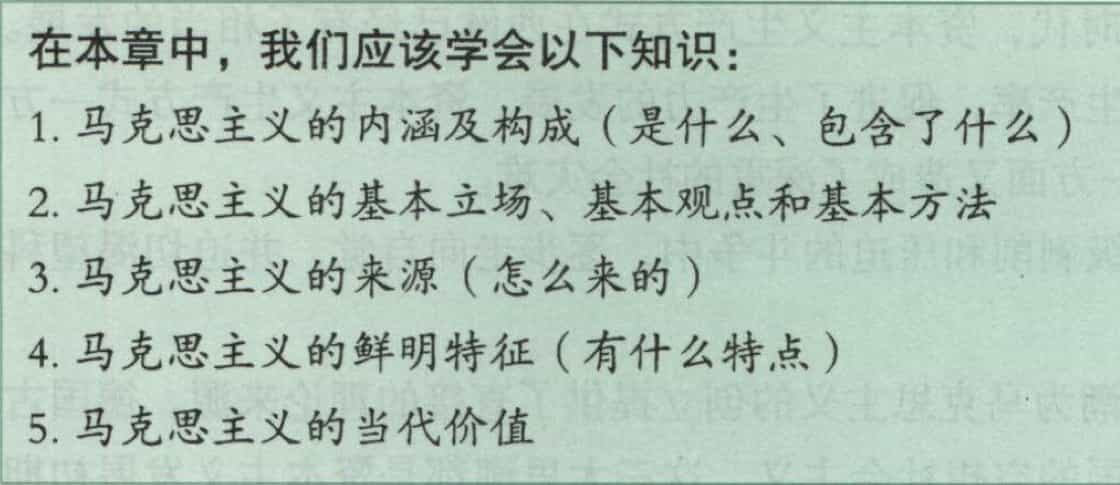 在本章中，我们应该学会以下知识：
1. 马克思主义的内涵及构成（是什么、包含了什么）
2. 马克思主义的基本立场、基本观点和基本方法
3. 马克思主义的来源（怎么来的）
4. 马克思主义的鲜明特征（有什么特点）
5. 马克思主义的当代价值